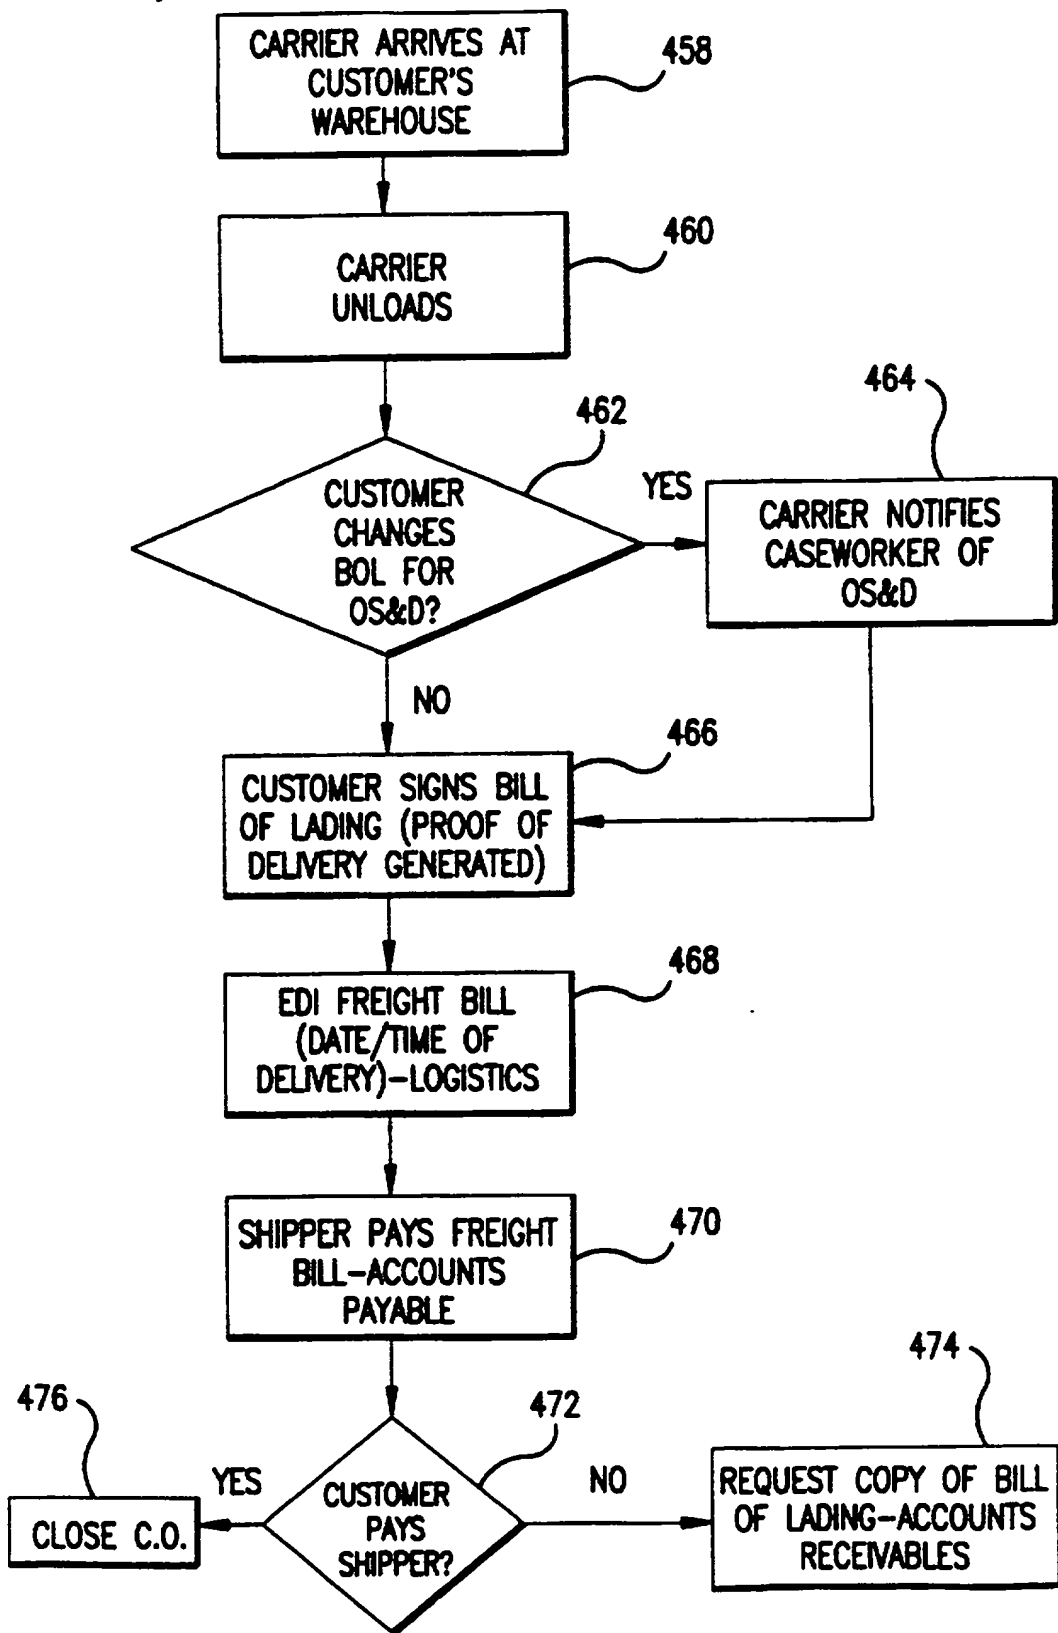 CARRIER ARRIVES AT
CUSTOMER'S
WAREHOUSE
458
CARRIER
UNLOADS
460
462
CUSTOMER
CHANGES
BOL FOR
OS&D?
YES
464
CARRIER NOTIFIES
CASEWORKER OF
OS&D
NO
466
CUSTOMER SIGNS BILL
OF LADING (PROOF OF
DELIVERY GENERATED)
468
EDI FREIGHT BILL
(DATE/TIME OF
DELIVERY)-LOGISTICS
470
SHIPPER PAYS FREIGHT
BILL-ACCOUNTS
PAYABLE
472
CUSTOMER
PAYS
SHIPPER?
YES
476
CLOSE C.O.
NO
474
REQUEST COPY OF BILL
OF LADING-ACCOUNTS
RECEIVABLES